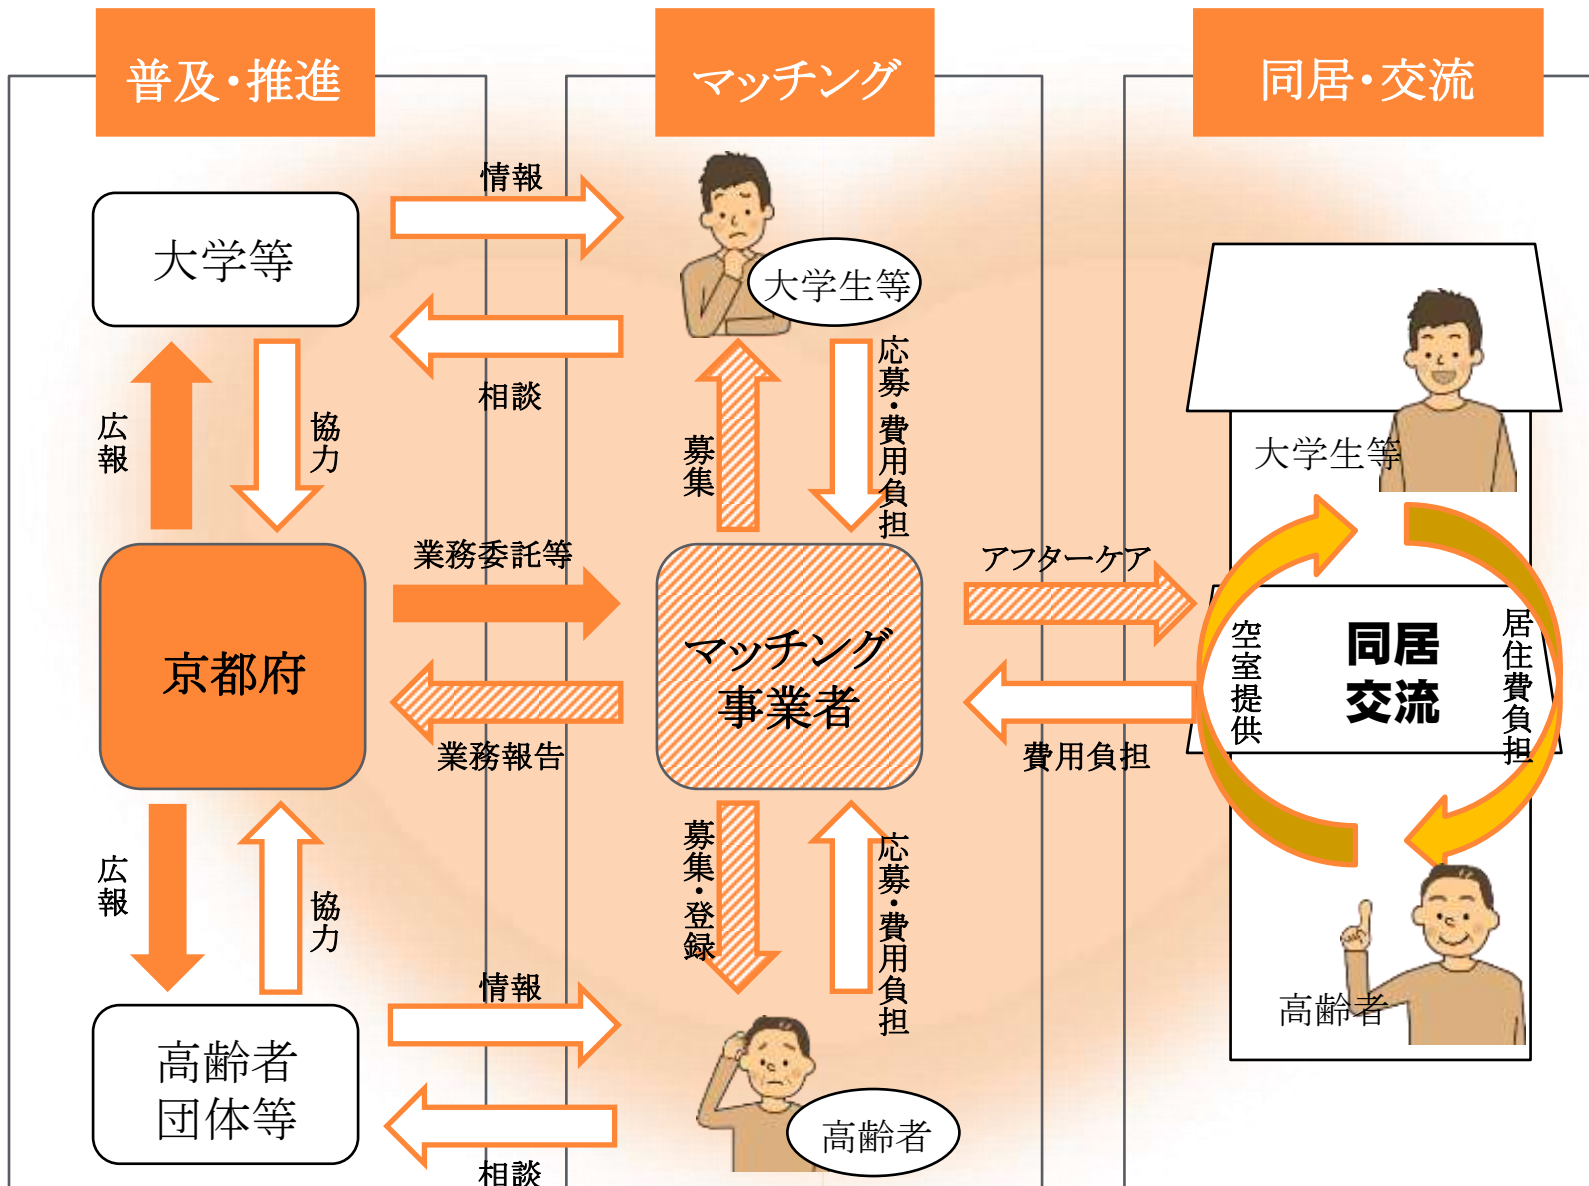 普及・推進
マッチング
同居・交流
情報
大学等
大学生等
相談
広報
協力
募集
応募・費用負担
大学生等
業務委託等
アフターケア
京都府
マッチング
事業者
空室提供
同居
交流
居住費負担
業務報告
費用負担
広報
協力
募集・登録
応募・費用負担
情報
高齢者
高齢者
団体等
高齢者
相談